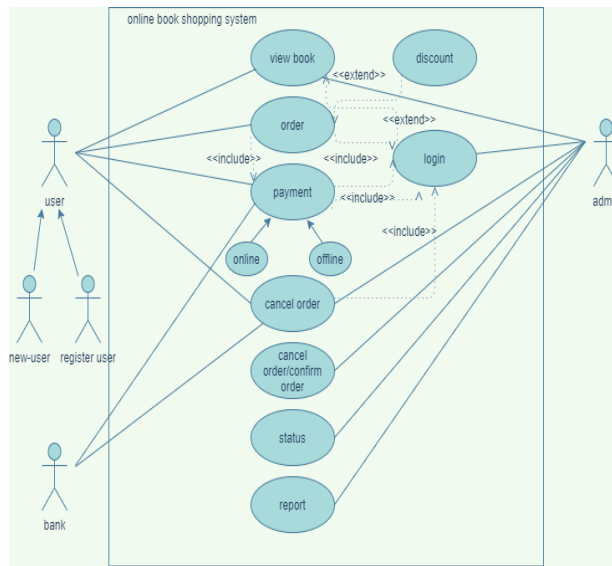 online book shopping system
view book
discount
<<extend>>
order
<<extend>>
<<include>>
<<include>>
login
user
payment
<<include>>
adm
<<include>>
online
offline
cancel order
new-user
register user
cancel
order/confirm
order
status
report
bank